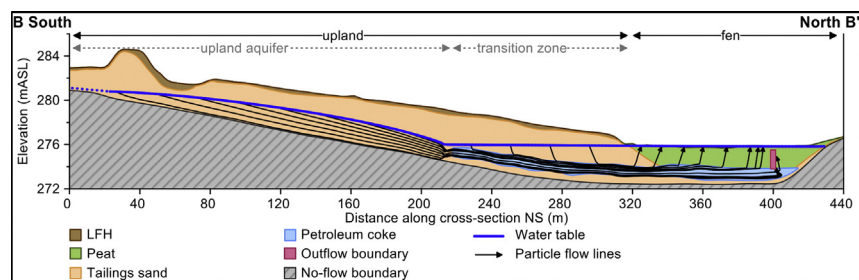 B South North B'
upland fen
upland aquifer transition zone
Elevation (mASL)
284
280
276
272
0 40 80 120 160 200 240 280 320 360 400 440
Distance along cross-section NS (m)
LFH Petroleum coke Water table
Peat Outflow boundary Particle flow lines
Tailings sand No-flow boundary